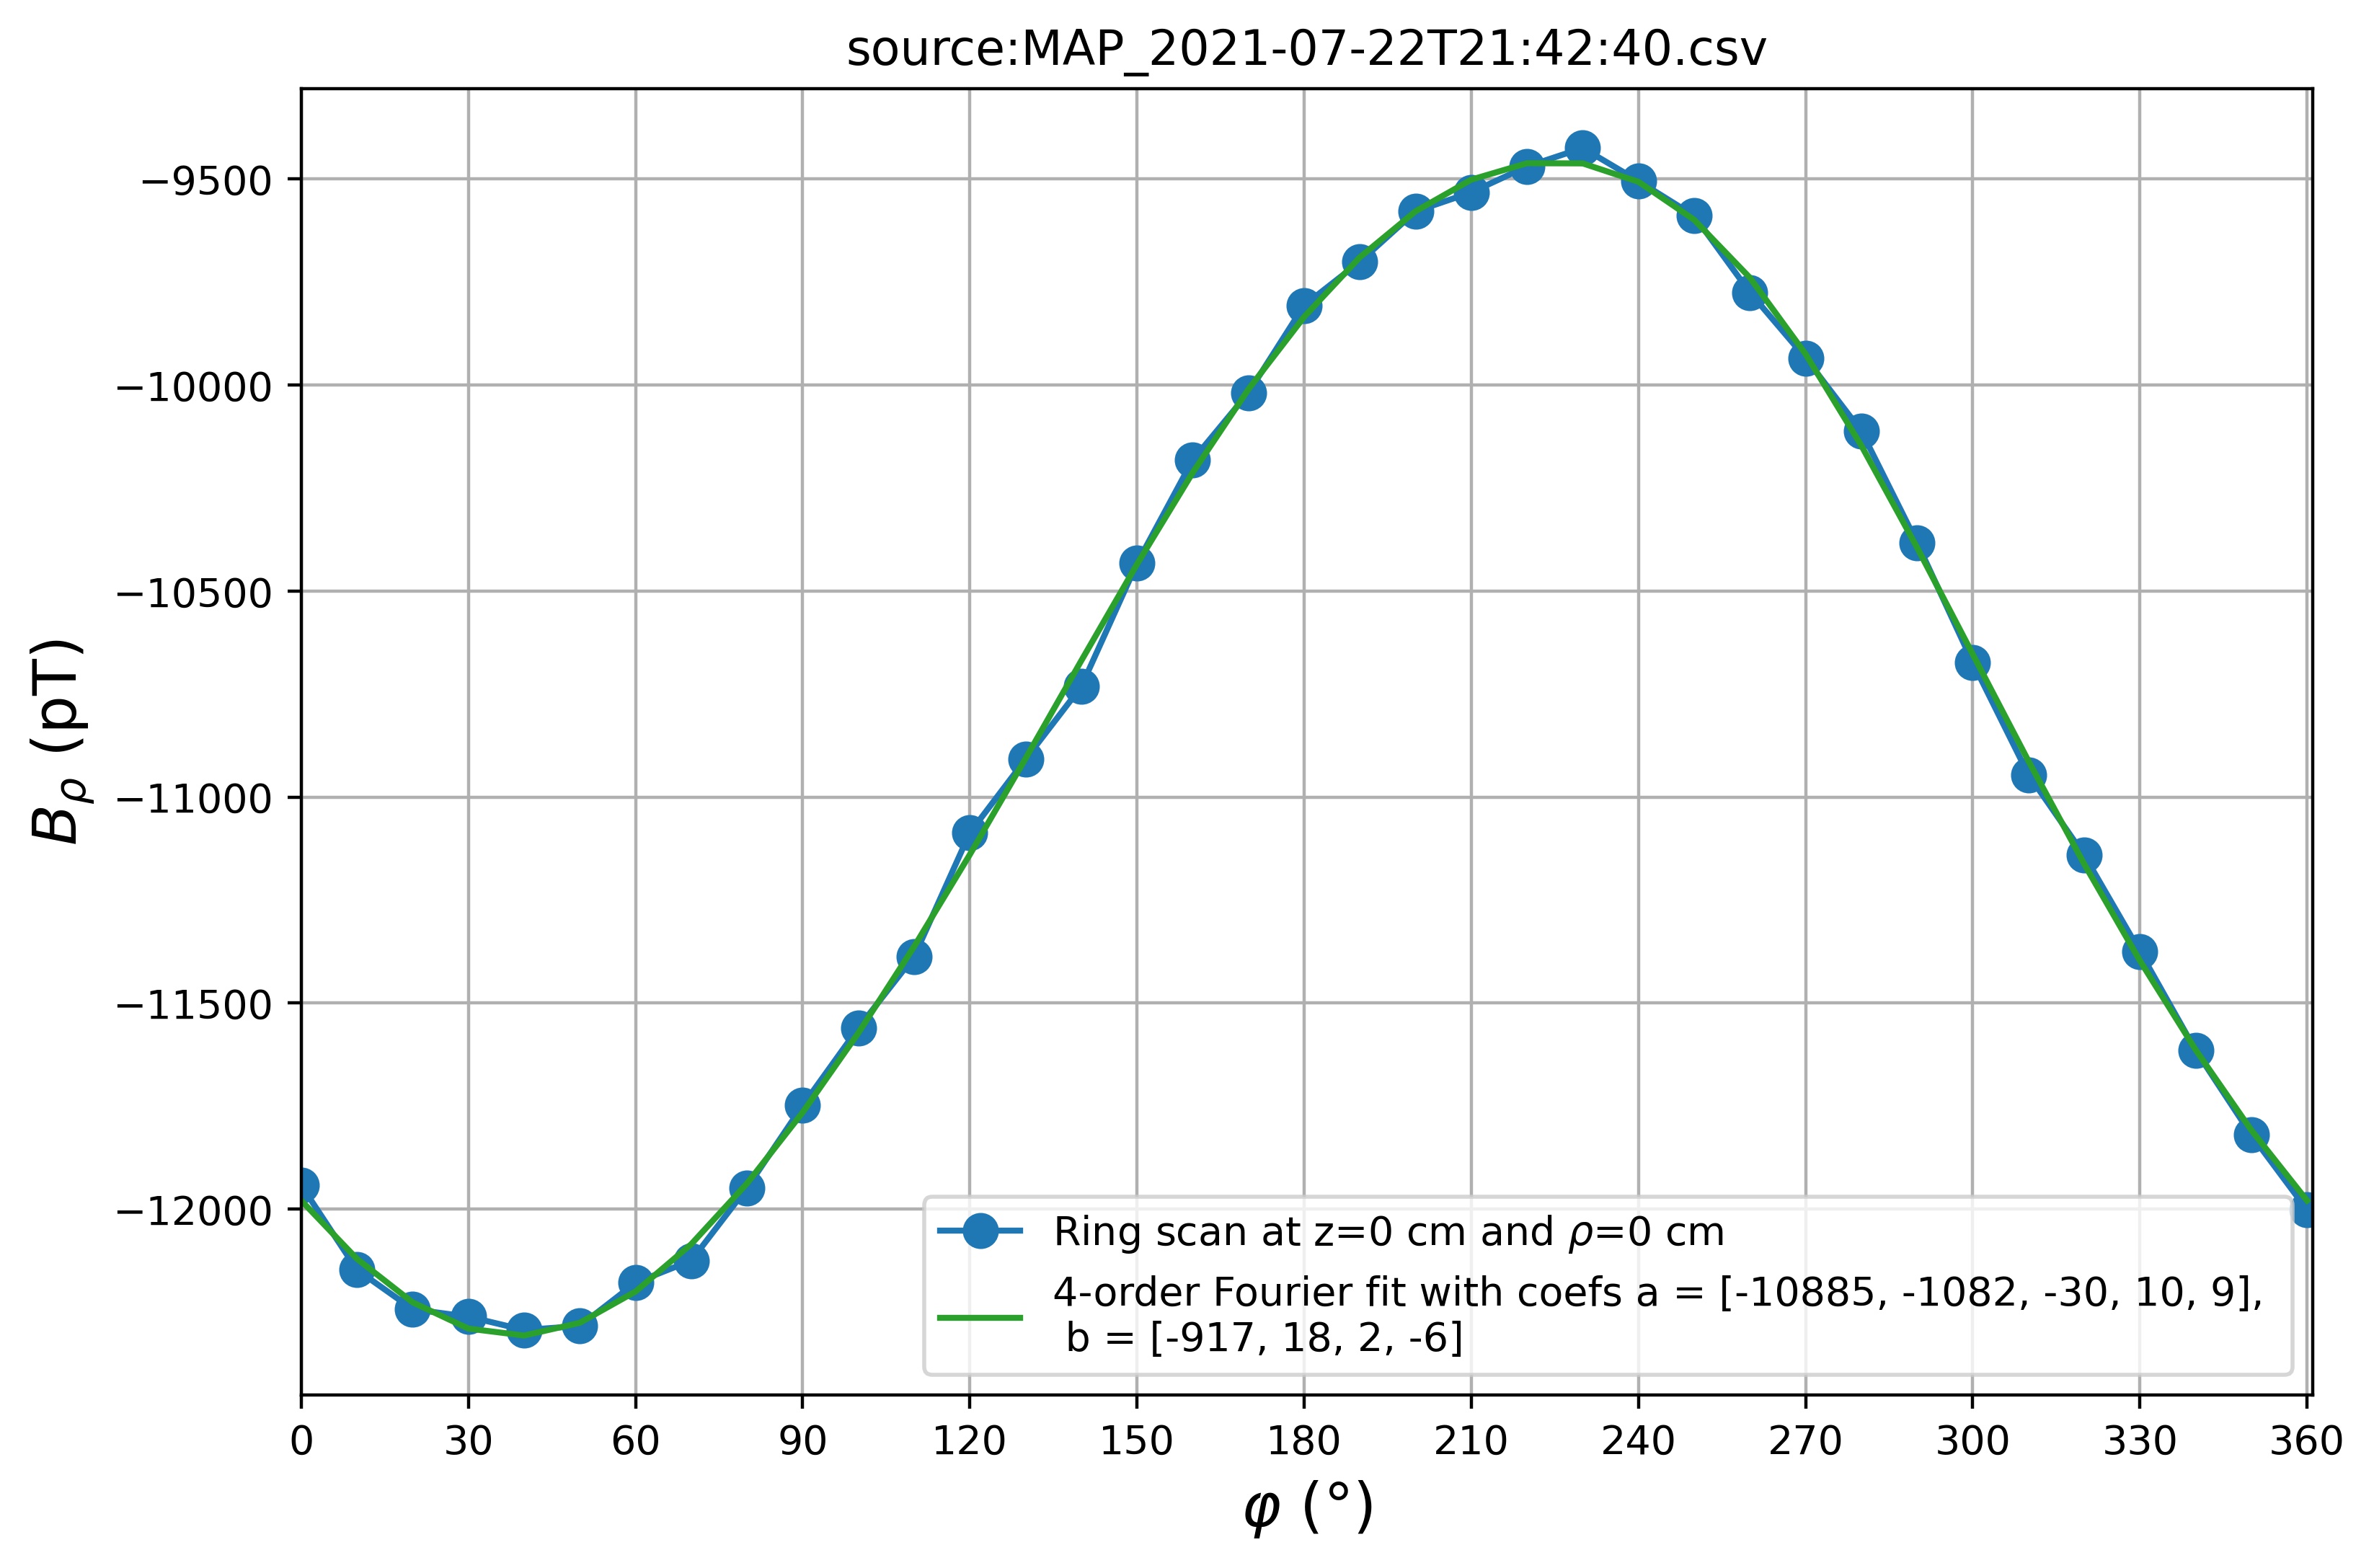 source:MAP_2021-07-22T21:42:40.csv
−9500
−10000
−10500
−11000
−11500
−12000
Bρ (pT)
Ring scan at z=0 cm and ρ=0 cm
4-order Fourier fit with coefs a = [-10885, -1082, -30, 10, 9],
b = [-917, 18, 2, -6]
0 30 60 90 120 150 180 210 240 270 300 330 360
φ (°)